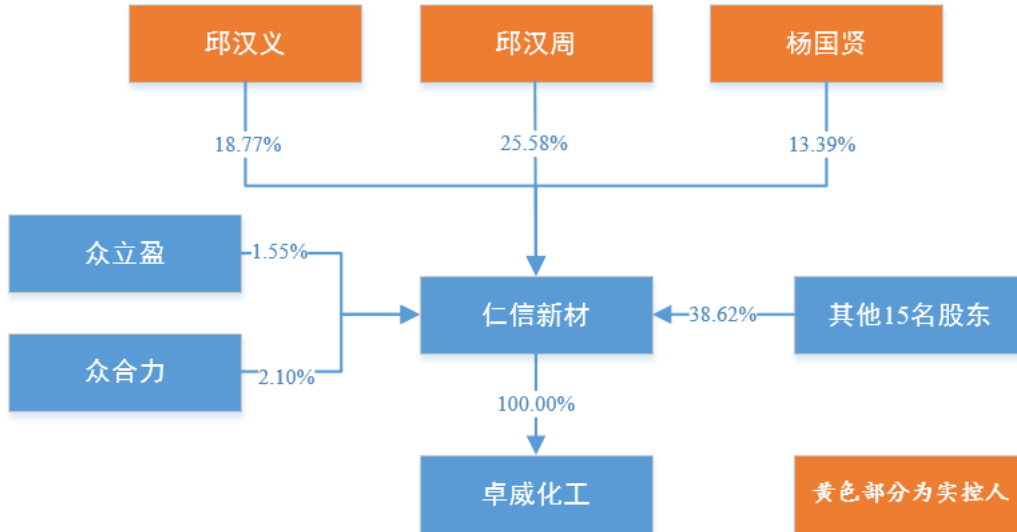 邱汉义
邱汉周
杨国贤
18.77%
25.58%
13.39%
众立盈
1.55%
仁信新材
38.62%
其他15名股东
众合力
2.10%
100.00%
卓威化工
黄色部分为实控人